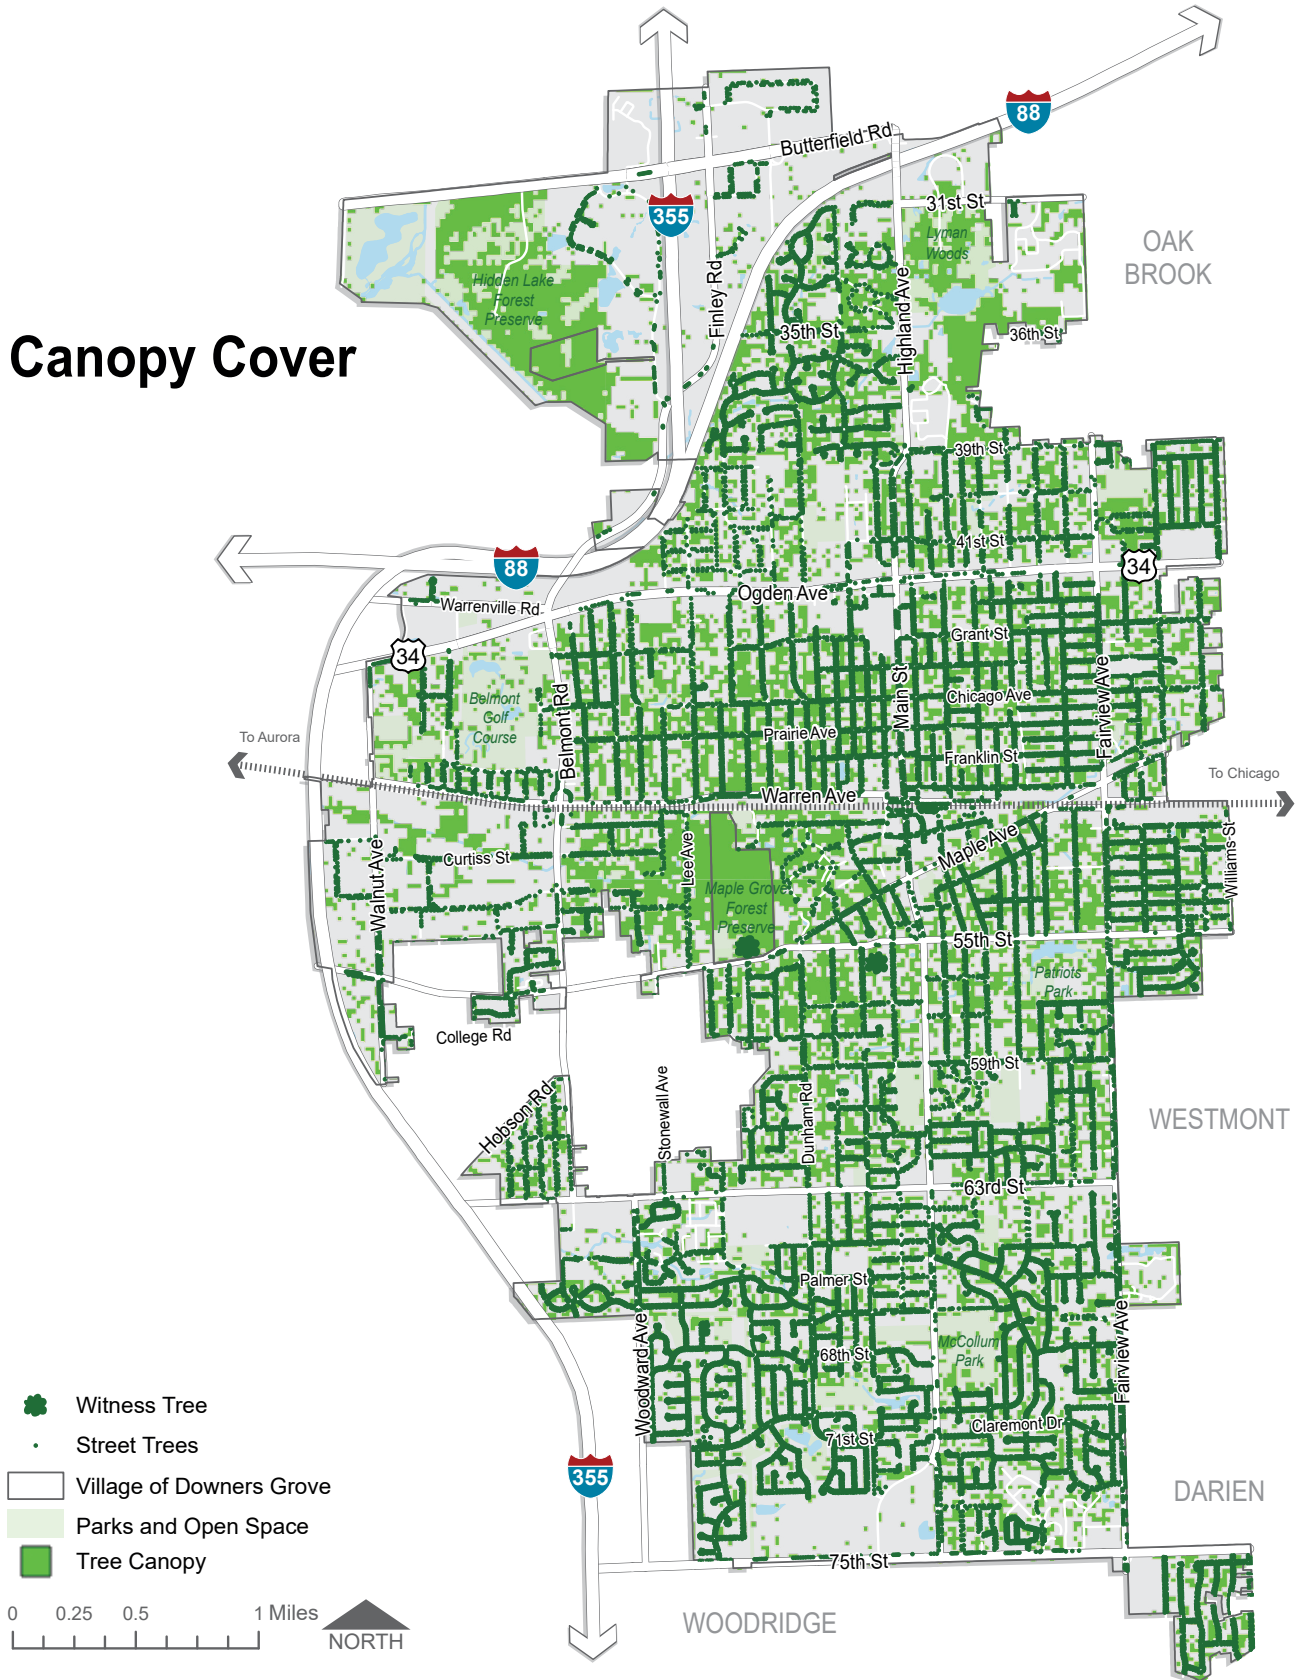 Canopy Cover
88
Butterfield Rd
355
31st St
Lyman
Woods
OAK
BROOK
Hidden Lake
Forest
Preserve
Finley Rd
Highland Ave
35th St
36th St
39th St
41st St
34
88
Warrenville Rd
Ogden Ave
34
Grant St
Belmont
Golf
Course
Belmont Rd
Main St
Chicago Ave
Fairview Ave
Prairie Ave
Franklin St
To Aurora
To Chicago
Warren Ave
Maple Ave
Walnut Ave
Curtiss St
Lee Ave
Maple Grove
Forest
Preserve
Williams St
55th St
Patriots
Park
College Rd
59th St
Hobson Rd
Stonewall Ave
Dunham Rd
WESTMONT
63rd St
Palmer St
Woodward Ave
68th St
McCollum
Park
Fairview Ave
Claremont Dr
71st St
355
DARIEN
75th St
WOODRIDGE
Witness Tree
Street Trees
Village of Downers Grove
Parks and Open Space
Tree Canopy
0 0.25 0.5 1 Miles
NORTH